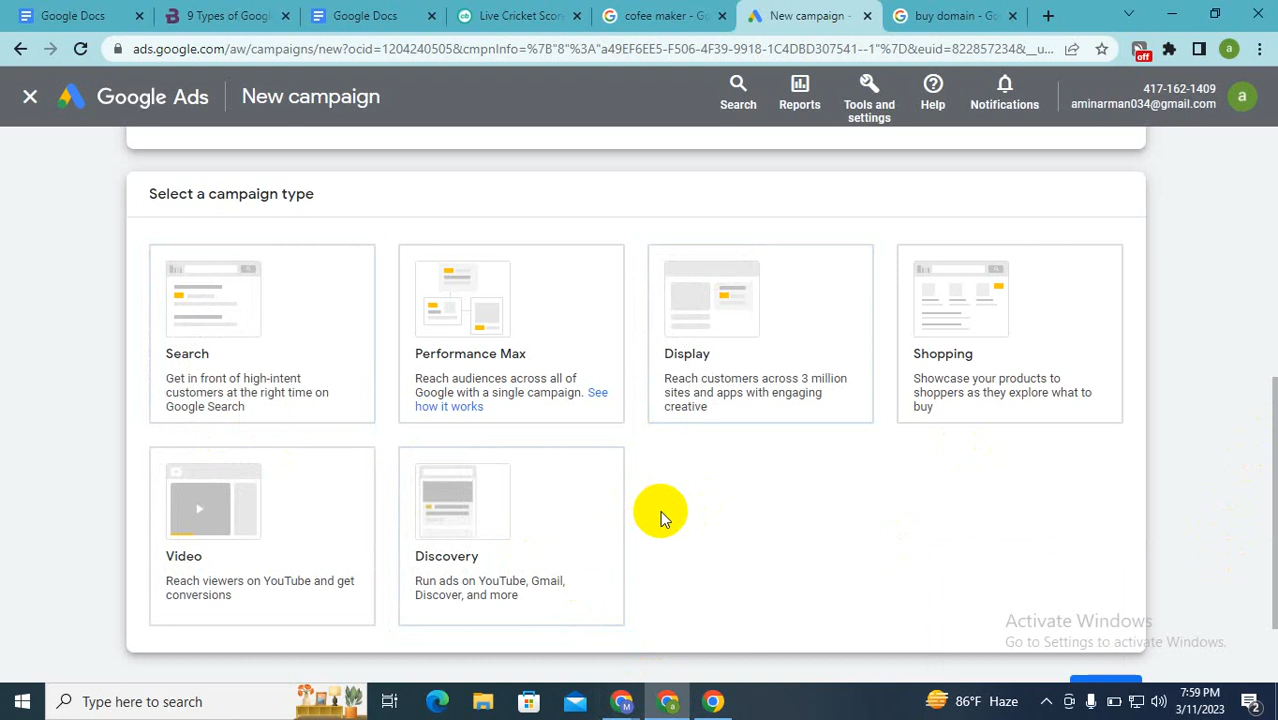 Google Docs
9 Types of Googl
Google Docs
Live Cricket Score
cofee maker - Go
New campaign -
buy domain - Go
ads.google.com/aw/campaigns/new?ocid=1204240505&cmpnInfo=%7B"8"%3A"a49EF6EE5-F506-4F39-9918-1C4DBD307541--1"%7D&euid=822857234&__u...
off
a
Google Ads
New campaign
Search
Reports
Tools and
settings
Help
Notifications
417-162-1409
aminarman034@gmail.com
a
Select a campaign type
Search
Get in front of high-intent
customers at the right time on
Google Search
Performance Max
Reach audiences across all of
Google with a single campaign. See
how it works
Display
Reach customers across 3 million
sites and apps with engaging
creative
Shopping
Showcase your products to
shoppers as they explore what to
buy
Video
Reach viewers on YouTube and get
conversions
Discovery
Run ads on YouTube, Gmail,
Discover, and more
Activate Windows
Go to Settings to activate Windows.
Type here to search
86°F Haze
7:59 PM
3/11/2023
2